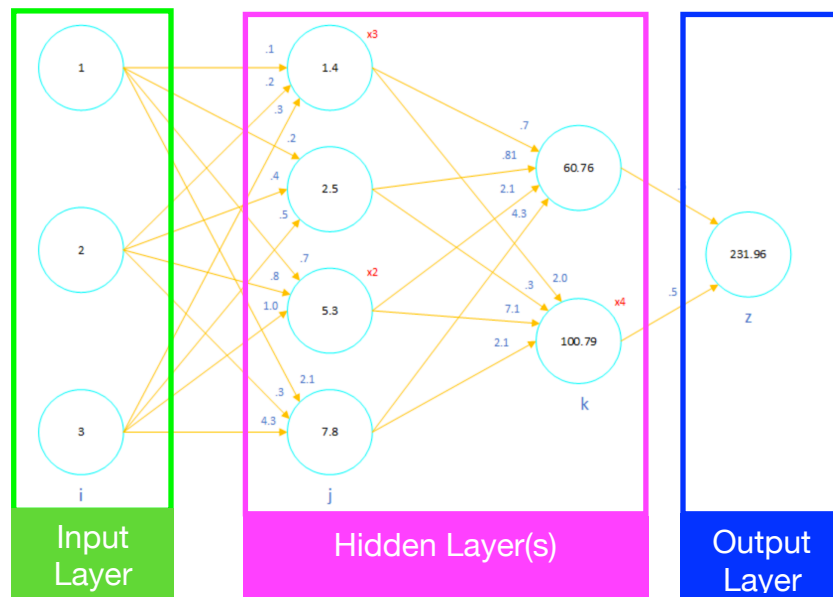 1
2
3
i
Input
Layer
.1
.2
.3
.2
.4
.5
.7
.8
1.0
2.1
.3
4.3
x3
1.4
2.5
x2
5.3
7.8
j
.7
.81
2.1
4.3
2.0
.3
7.1
2.1
60.76
x4
100.79
k
Hidden Layer(s)
.5
231.96
z
Output
Layer